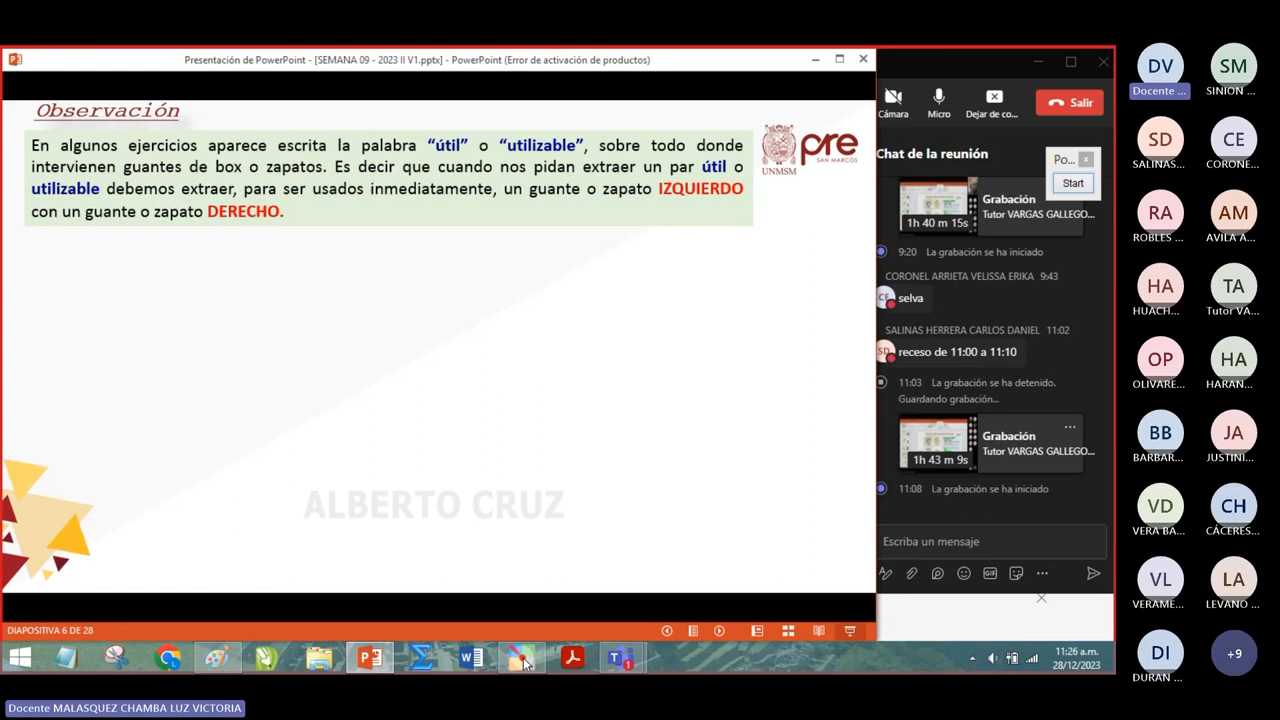 Presentación de PowerPoint - [SEMANA 09 - 2023 II V1.pptx] - PowerPoint (Error de activación de productos)
Observación
En algunos ejercicios aparece escrita la palabra “útil” o “utilizable”, sobre todo donde
intervienen guantes de box o zapatos. Es decir que cuando nos pidan extraer un par útil o
utilizable debemos extraer, para ser usados inmediatamente, un guante o zapato IZQUIERDO
con un guante o zapato DERECHO.
UNMSM
pre
SAN MARCOS
ALBERTO CRUZ
DIAPOSITIVA 6 DE 28
Cámara
Micro
Dejar de co...
Salir
Chat de la reunión
Po...
Start
Grabación
Tutor VARGAS GALLEGO...
1h 40 m 15s
9:20 La grabación se ha iniciado
CORONEL ARRIETA VELISSA ERIKA 9:43
CE
selva
SALINAS HERRERA CARLOS DANIEL 11:02
SD
receso de 11:00 a 11:10
11:03 La grabación se ha detenido.
Guardando grabación...
Grabación
Tutor VARGAS GALLEGO...
1h 43 m 9s
11:08 La grabación se ha iniciado
Escriba un mensaje
GIF
11:26 a.m.
28/12/2023
DV
Docente ...
SM
SINION ...
SD
SALINAS...
CE
CORONE...
RA
ROBLES ...
AM
AVILA A...
HA
HUACH...
TA
Tutor VA...
OP
OLIVARE...
HA
HARAN...
BB
BARBAR...
JA
JUSTINI...
VD
VERA BA...
CH
CÁCERES...
VL
VERAME...
LA
LEVANO ...
DI
DURAN ...
+9
Docente MALASQUEZ CHAMBA LUZ VICTORIA